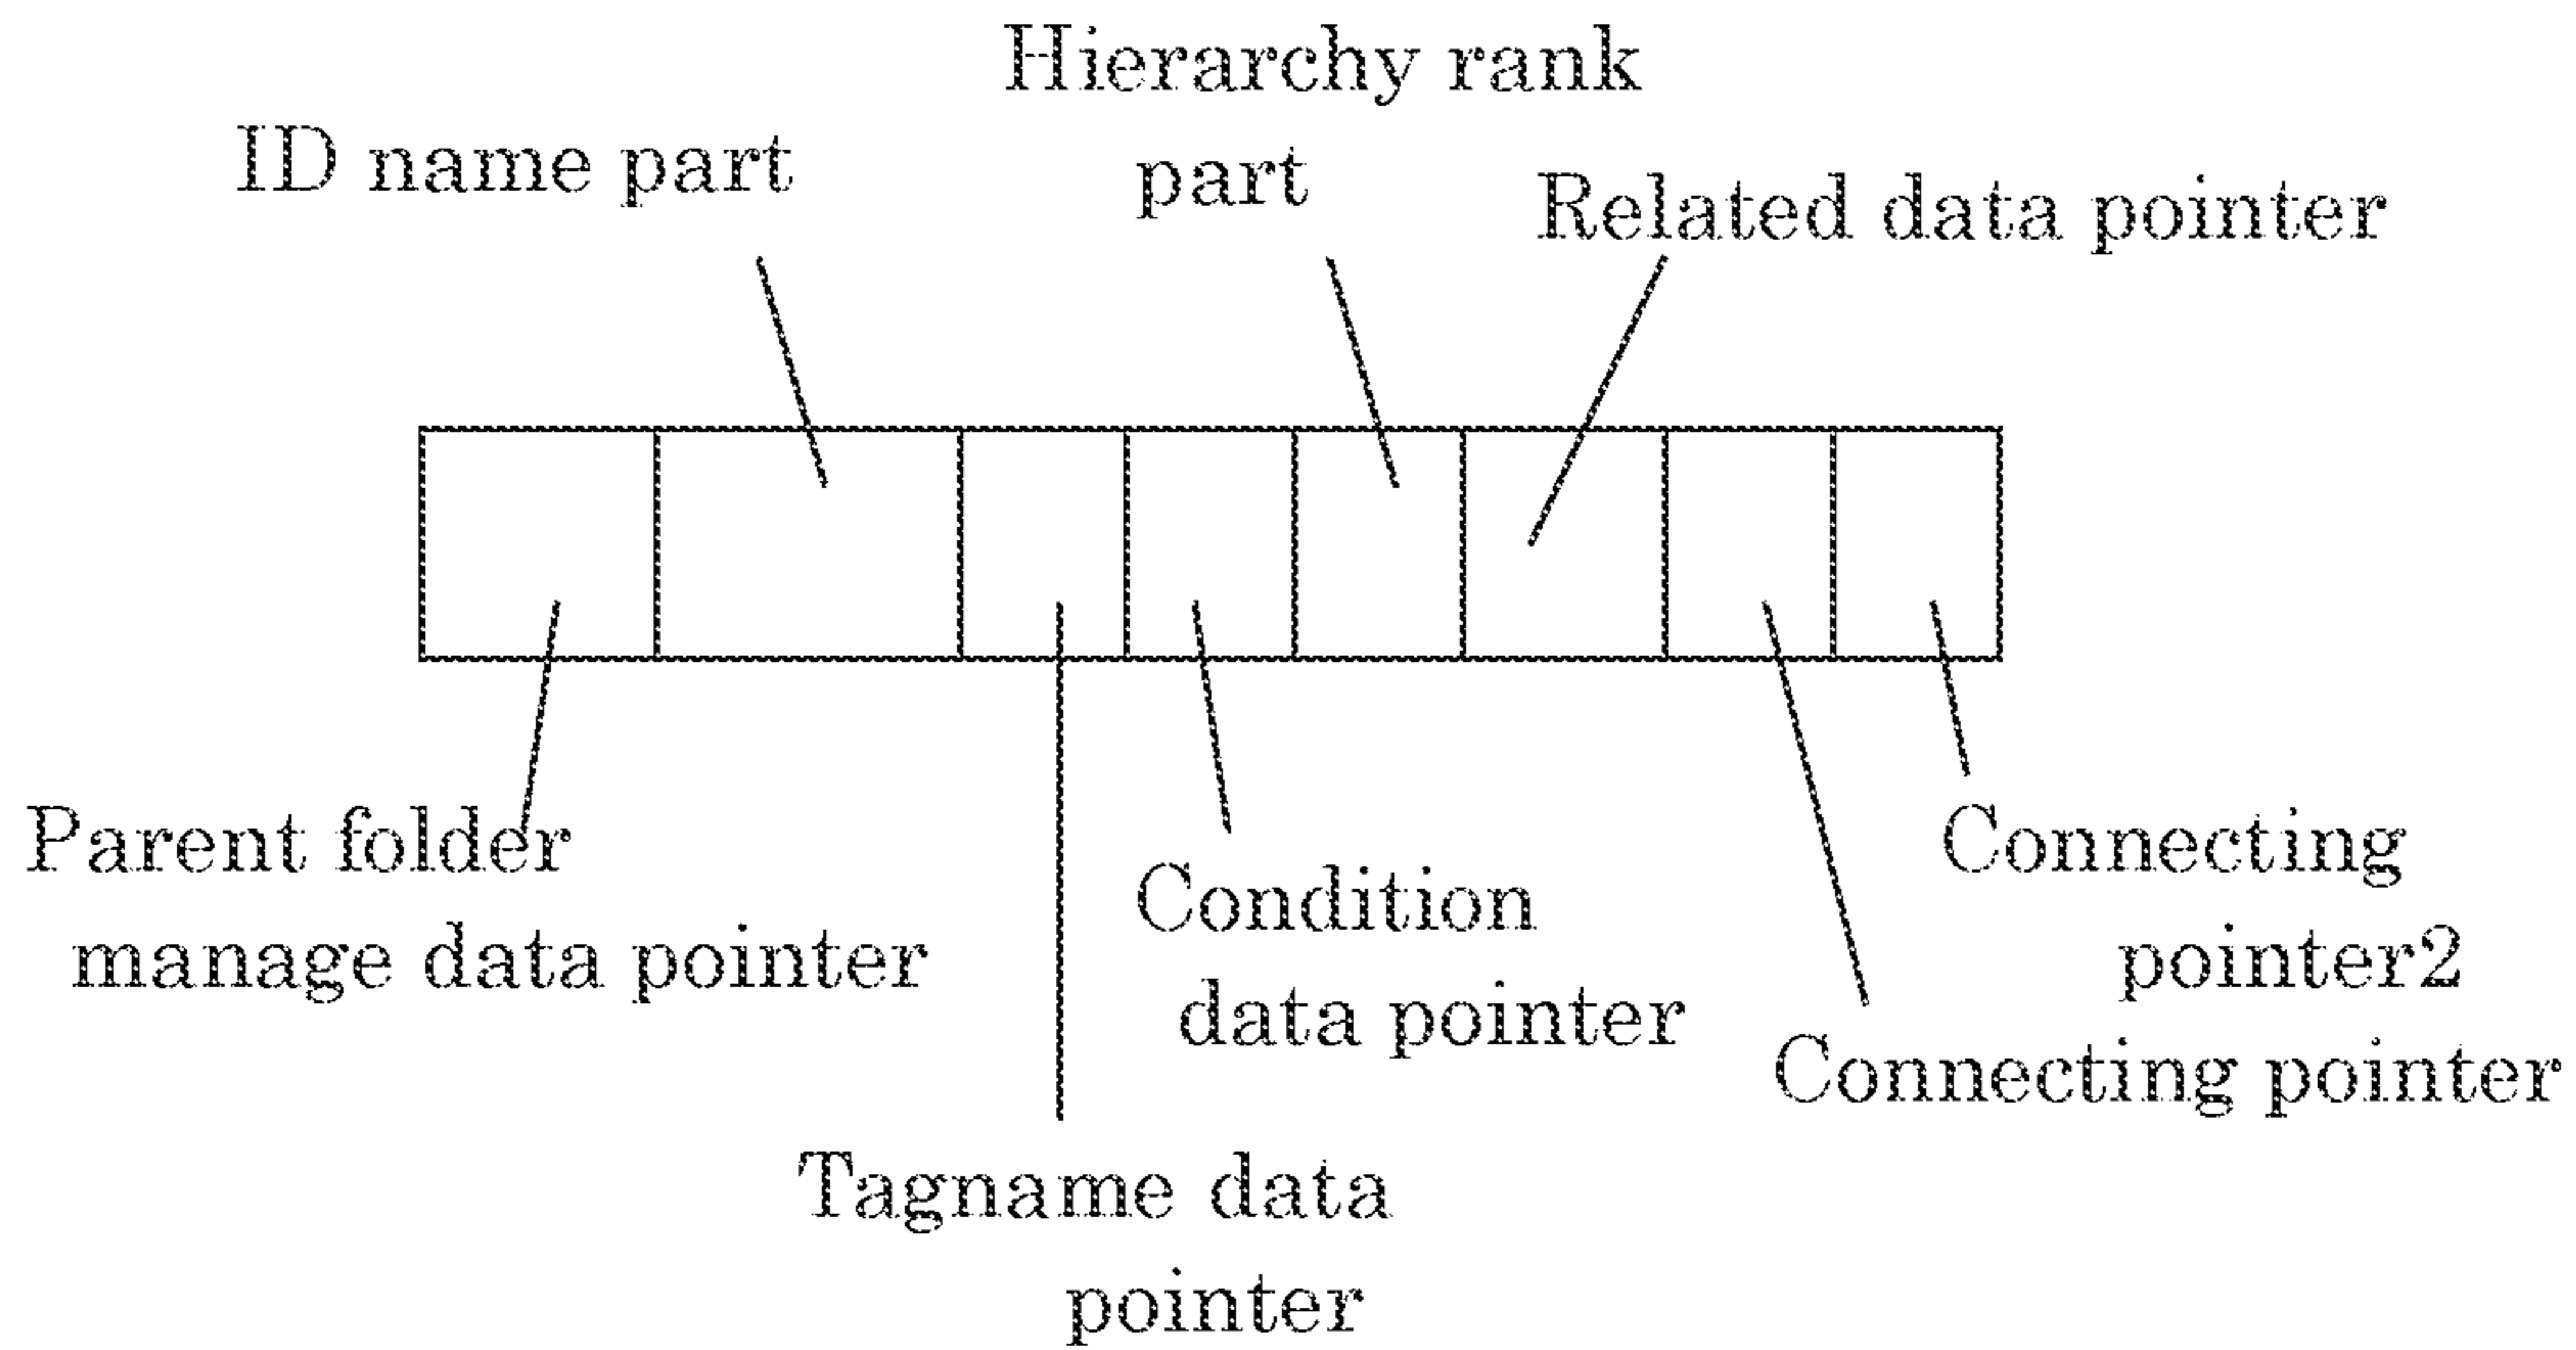 Hierarchy rank
part
ID name part
Related data pointer
Parent folder
manage data pointer
Condition
data pointer
Connecting
pointer2
Connecting pointer
Tagname data
pointer